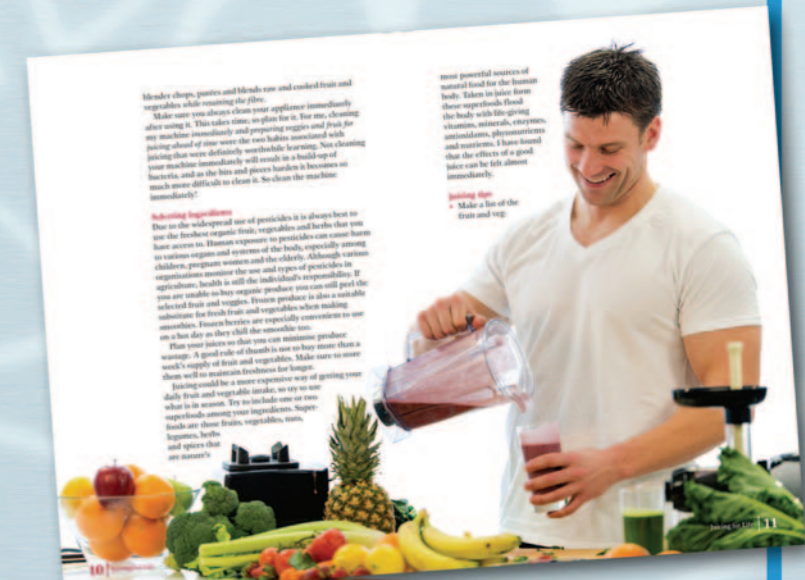 blender chops, purées and blends raw and cooked fruit and
vegetables while retaining the fibre.
Make sure you always clean your appliance immediately
after using it. This takes time, so plan for it. For me, cleaning
my machine immediately and preparing veggies and fruit for
juicing ahead of time were the two habits associated with
juicing that were definitely worthwhile learning. Not cleaning
your machine immediately will result in a build-up of
bacteria, and as the bits and pieces harden it becomes so
much more difficult to clean it. So clean the machine
immediately!
Selecting ingredients
Due to the widespread use of pesticides it is always best to
use the freshest organic fruit, vegetables and herbs that you
have access to. Human exposure to pesticides can cause harm
to various organs and systems of the body, especially among
children, pregnant women and the elderly. Although various
organisations monitor the use and types of pesticides in
agriculture, health is still the individual's responsibility. If
you are unable to buy organic produce you can still peel the
selected fruit and veggies. Frozen produce is also a suitable
substitute for fresh fruit and vegetables when making
smoothies. Frozen berries are especially convenient to use
on a hot day as they chill the smoothie too.
Plan your juices so that you can minimise produce
wastage. A good rule of thumb is not to buy more than a
week's supply of fruit and vegetables. Make sure to store
them well to maintain freshness for longer.
Juicing could be a more expensive way of getting your
daily fruit and vegetable intake, so try to use
what is in season. Try to include one or two
superfoods among your ingredients. Super-
foods are those fruits, vegetables, nuts,
legumes, herbs
and spices that
are nature's
10
most powerful sources of
natural food for the human
body. Taken in juice form
these superfoods flood
the body with life-giving
vitamins, minerals, enzymes,
antioxidants, phytonutrients
and nutrients. I have found
that the effects of a good
juice can be felt almost
immediately.
Juicing tips
• Make a list of the
fruit and veg-
Juicing for Life | 11